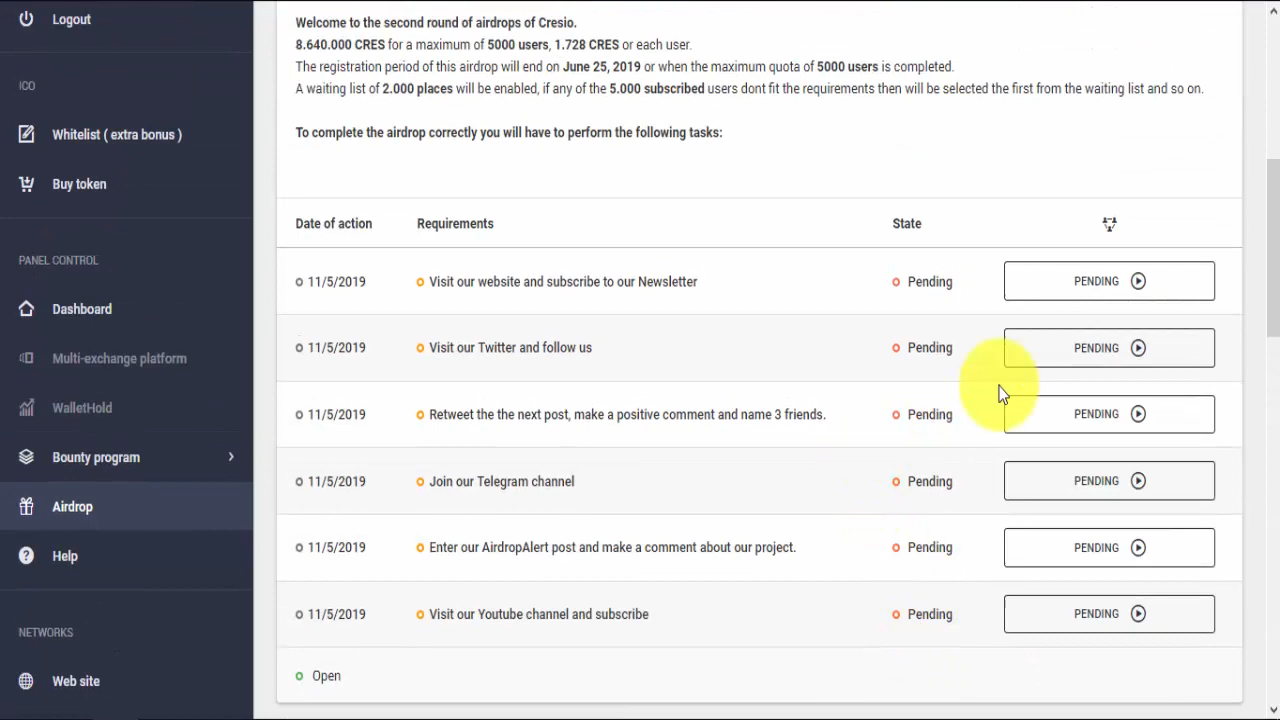 Logout
ICO
Whitelist ( extra bonus )
Buy token
PANEL CONTROL
Dashboard
Multi-exchange platform
WalletHold
Bounty program
Airdrop
Help
NETWORKS
Web site
Welcome to the second round of airdrops of Cresio.
8.640.000 CRES for a maximum of 5000 users, 1.728 CRES or each user.
The registration period of this airdrop will end on June 25, 2019 or when the maximum quota of 5000 users is completed.
A waiting list of 2.000 places will be enabled, if any of the 5.000 subscribed users dont fit the requirements then will be selected the first from the waiting list and so on.
To complete the airdrop correctly you will have to perform the following tasks:
Date of action Requirements State
11/5/2019 Visit our website and subscribe to our Newsletter Pending PENDING
11/5/2019 Visit our Twitter and follow us Pending PENDING
11/5/2019 Retweet the the next post, make a positive comment and name 3 friends. Pending PENDING
11/5/2019 Join our Telegram channel Pending PENDING
11/5/2019 Enter our AirdropAlert post and make a comment about our project. Pending PENDING
11/5/2019 Visit our Youtube channel and subscribe Pending PENDING
Open